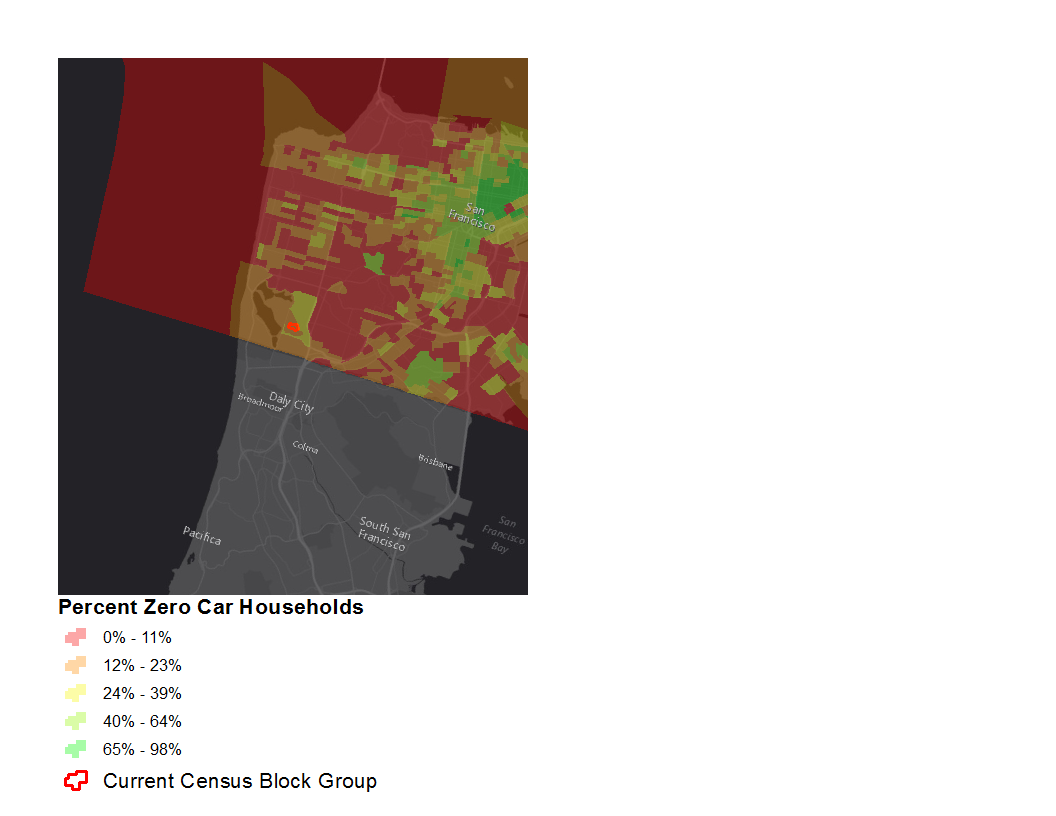 San
Francisco
Daly City
Broadmoor
Colma
Brisbane
South San
Francisco
San
Francisco
Bay
Pacifica
Percent Zero Car Households
0% - 11%
12% - 23%
24% - 39%
40% - 64%
65% - 98%
Current Census Block Group